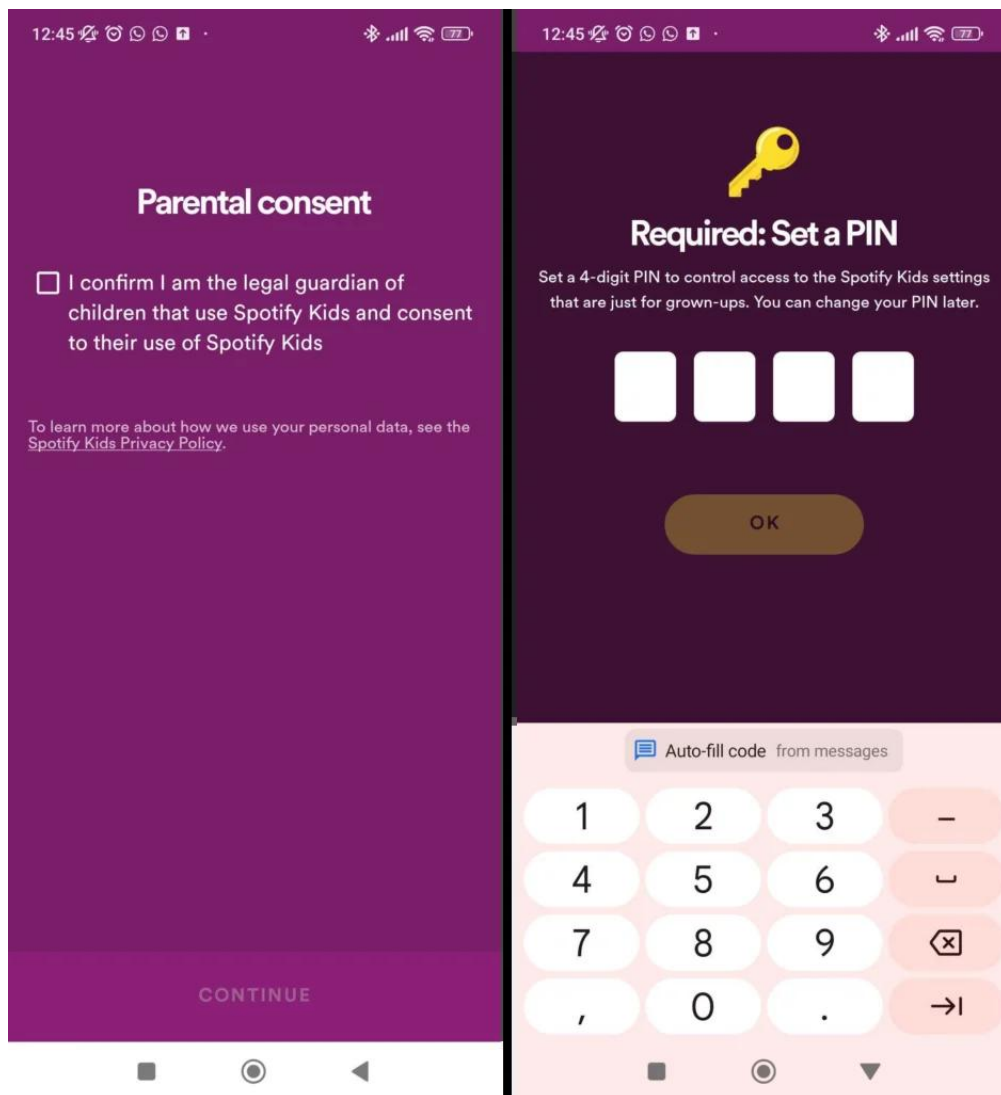 12:45
77
Parental consent
I confirm I am the legal guardian of
children that use Spotify Kids and consent
to their use of Spotify Kids
To learn more about how we use your personal data, see the
Spotify Kids Privacy Policy.
CONTINUE
12:45
77
Required: Set a PIN
Set a 4-digit PIN to control access to the Spotify Kids settings
that are just for grown-ups. You can change your PIN later.
OK
Auto-fill code from messages
1 2 3 –
4 5 6
7 8 9
, 0 .